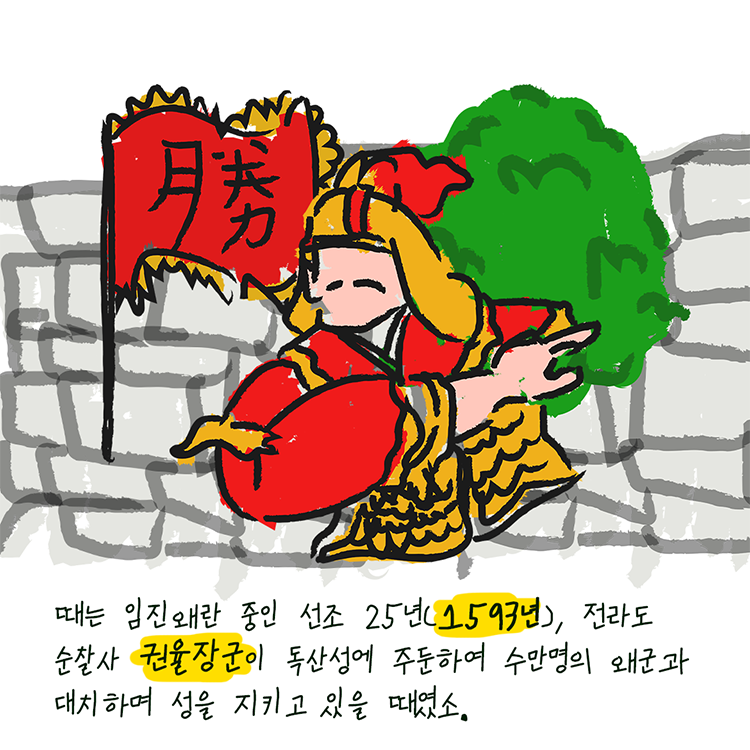 勝
때는 임진왜란 중인 선조 25년(1593년), 전라도
순찰사 권율장군이 독산성에 주둔하여 수만명의 왜군과
대치하며 성을 지키고 있을 때였소.